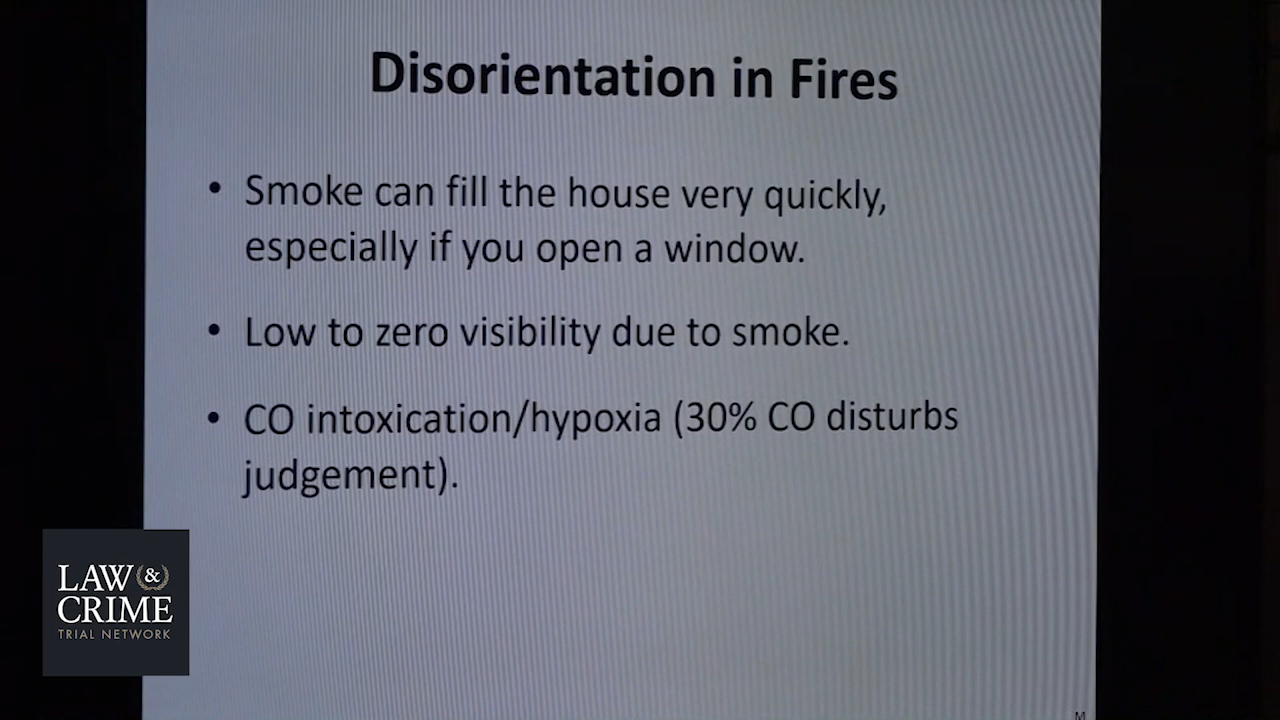 Disorientation in Fires
• Smoke can fill the house very quickly,
especially if you open a window.
• Low to zero visibility due to smoke.
• CO intoxication/hypoxia (30% CO disturbs
judgement).
LAW &
CRIME
TRIAL NETWORK
M